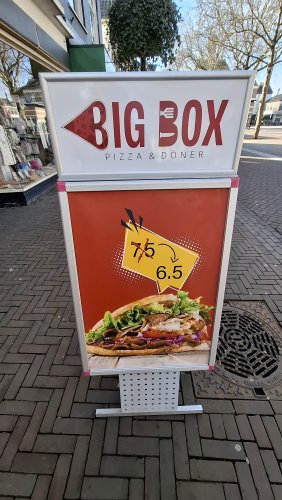 BIG BOX
PIZZA & DONER
7.5
6.5